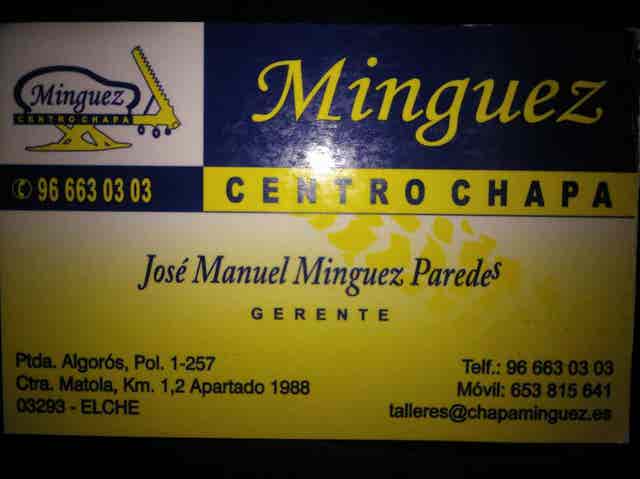 Minguez
CENTRO CHAPA
96 663 03 03
Minguez
CENTRO CHAPA
José Manuel Minguez Paredes
GERENTE
Ptda. Algorós, Pol. 1-257
Ctra. Matola, Km. 1,2 Apartado 1988
03293 - ELCHE
Telf.: 96 663 03 03
Móvil: 653 815 641
talleres@chapaminguez.es